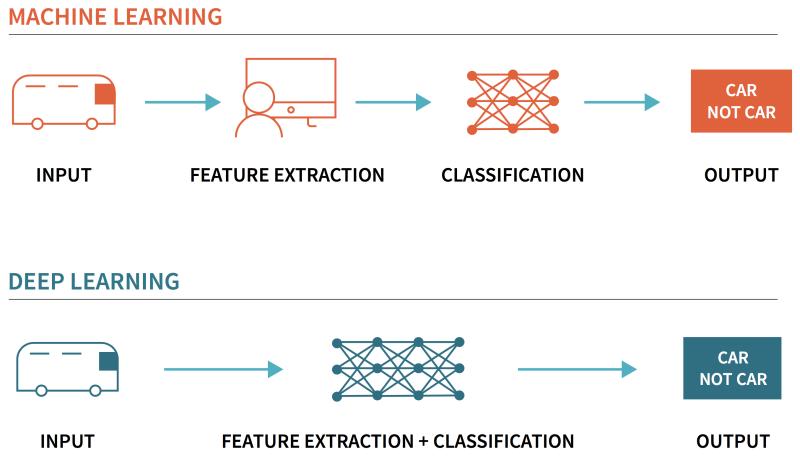 MACHINE LEARNING
CAR
NOT CAR
INPUT
FEATURE EXTRACTION
CLASSIFICATION
OUTPUT
DEEP LEARNING
CAR
NOT CAR
INPUT
FEATURE EXTRACTION + CLASSIFICATION
OUTPUT